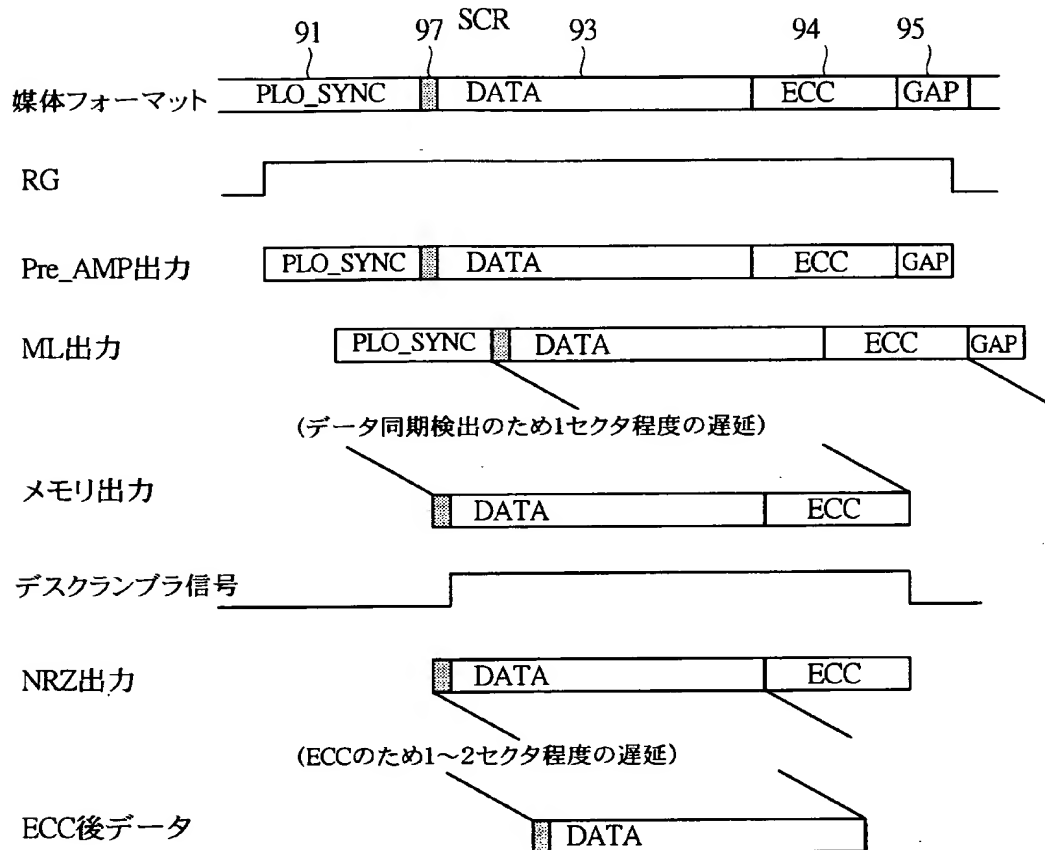 91 97 SCR 93 94 95
媒体フォーマット PLO_SYNC DATA ECC GAP
RG
Pre_AMP出力 PLO_SYNC DATA ECC GAP
ML出力 PLO_SYNC DATA ECC GAP
(データ同期検出のため1セクタ程度の遅延)
メモリ出力 DATA ECC
デスクランブラ信号
NRZ出力 DATA ECC
(ECCのため1～2セクタ程度の遅延)
ECC後データ DATA